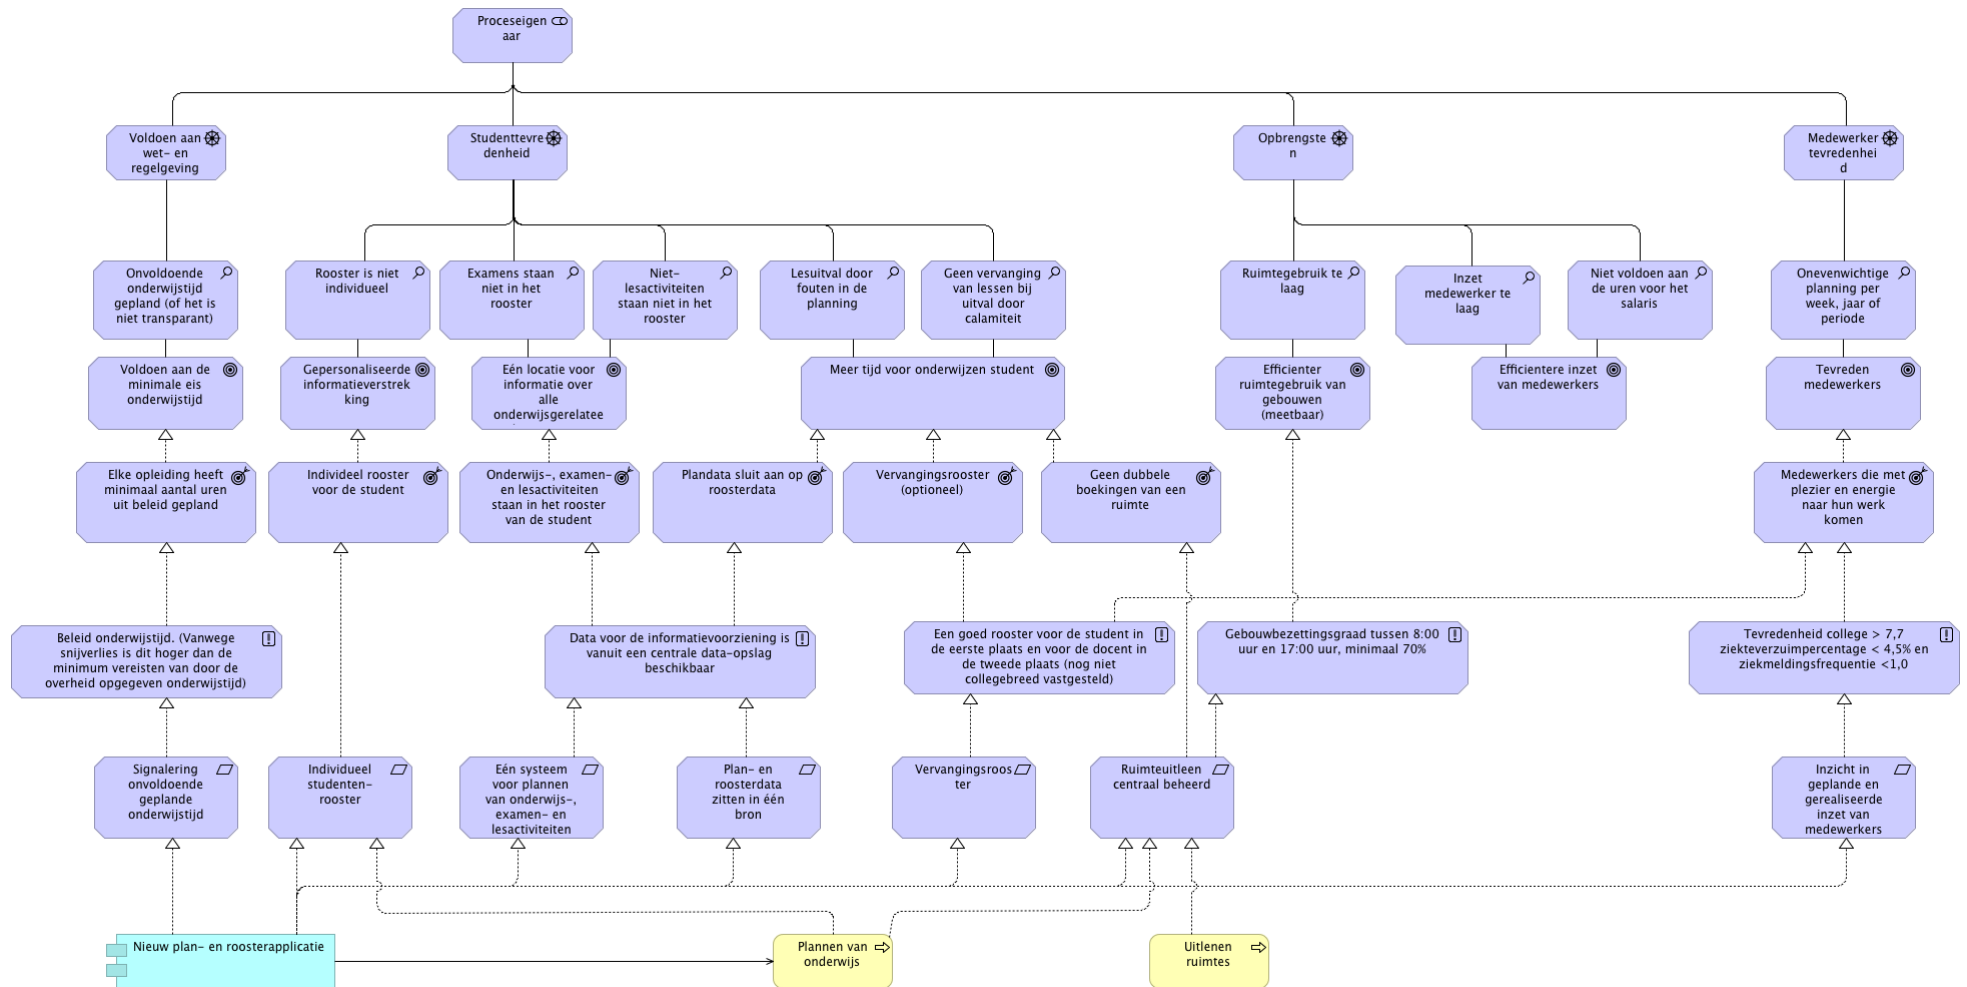 Proceseigen
aar
Voldoen aan
wet- en
regelgeving
Studenttevre
denheid
Opbrengste
n
Medewerker
tevredenhei
d
Onvoldoende
onderwijstijd
gepland (of het is
niet transparant)
Rooster is niet
individueel
Examens staan
niet in het
rooster
Niet-
lesactiviteiten
staan niet in het
rooster
Lesuitval door
fouten in de
planning
Geen vervanging
van lessen bij
uitval door
calamiteit
Ruimtegebruik te
laag
Inzet
medewerker te
laag
Niet voldoen aan
de uren voor het
salaris
Onevenwichtige
planning per
week, jaar of
periode
Voldoen aan de
minimale eis
onderwijstijd
Gepersonaliseerde
informatieverstrek
king
Eén locatie voor
informatie over
alle
onderwijsgerelatee
Meer tijd voor onderwijzen student
Efficienter
ruimtegebruik van
gebouwen
(meetbaar)
Efficientere inzet
van medewerkers
Tevreden
medewerkers
Elke opleiding heeft
minimaal aantal uren
uit beleid gepland
Individueel rooster
voor de student
Onderwijs-, examen-
en lesactiviteiten
staan in het rooster
van de student
Plandata sluit aan op
roosterdata
Vervangingsrooster
(optioneel)
Geen dubbele
boekingen van een
ruimte
Medewerkers die met
plezier en energie
naar hun werk
komen
Beleid onderwijstijd. (Vanwege
snijverlies is dit hoger dan de
minimum vereisten van door de
overheid opgegeven onderwijstijd)
Data voor de informatievoorziening is
vanuit een centrale data-opslag
beschikbaar
Een goed rooster voor de student in
de eerste plaats en voor de docent in
de tweede plaats (nog niet
collegebreed vastgesteld)
Gebouwbezettingsgraad tussen 8:00
uur en 17:00 uur, minimaal 70%
Tevredenheid college > 7,7
ziekteverzuimpercentage < 4,5% en
ziekmeldingsfrequentie <1,0
Signalering
onvoldoende
geplande
onderwijstijd
Individueel
studenten-
rooster
Eén systeem
voor plannen
van onderwijs-,
examen- en
lesactiviteiten
Plan- en
roosterdata
zitten in één
bron
Vervangingsroos
ter
Ruimteuitleen
centraal beheerd
Inzicht in
geplande en
gerealiseerde
inzet van
medewerkers
Nieuw plan- en roosterapplicatie
Plannen van
onderwijs
Uitlenen
ruimtes